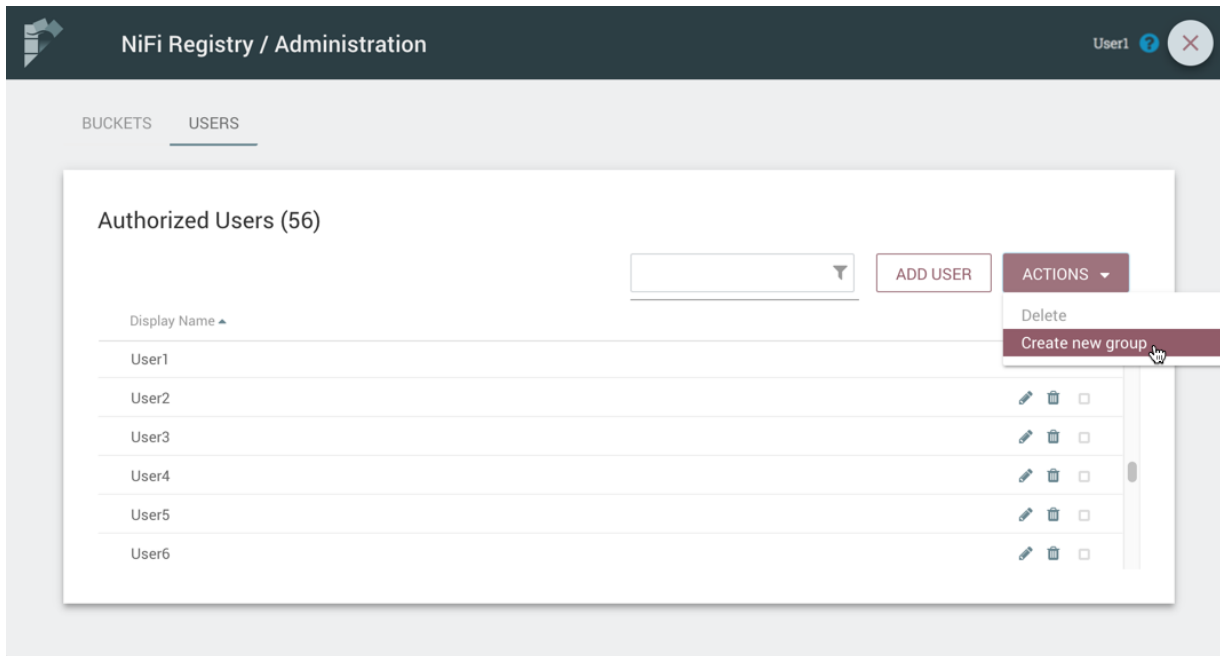 NiFi Registry / Administration
User1 ?
BUCKETS USERS
Authorized Users (56)
ADD USER ACTIONS
Delete
Display Name
Create new group
User1
User2
User3
User4
User5
User6